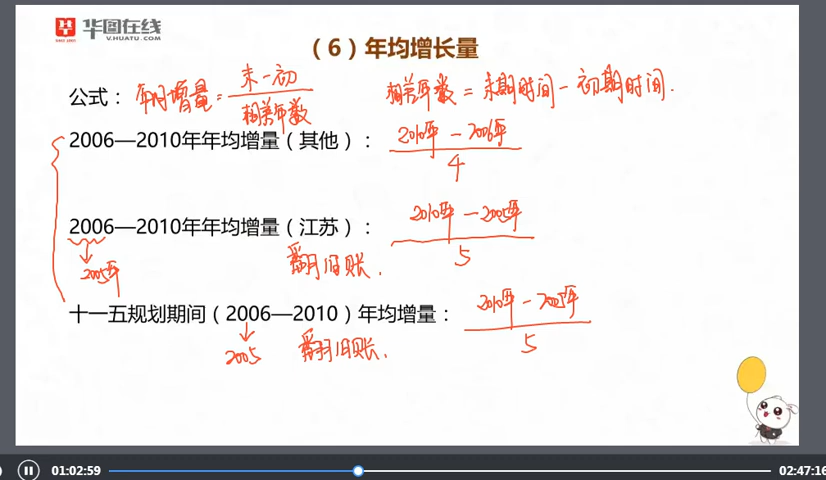 华图在线
V.HUATU.COM
(6)年均增长量
公式: 年均增量=末-初/相差年数 相差年数=末期时间-初期时间.
2006—2010年年均增量(其他): 2010年-2006年/4
2006—2010年年均增量(江苏): 2010年-2005年/5
2005年 翻旧账.
十一五规划期间(2006—2010)年均增量: 2010年-2005年/5
2005 翻旧账.
01:02:59 02:47:16